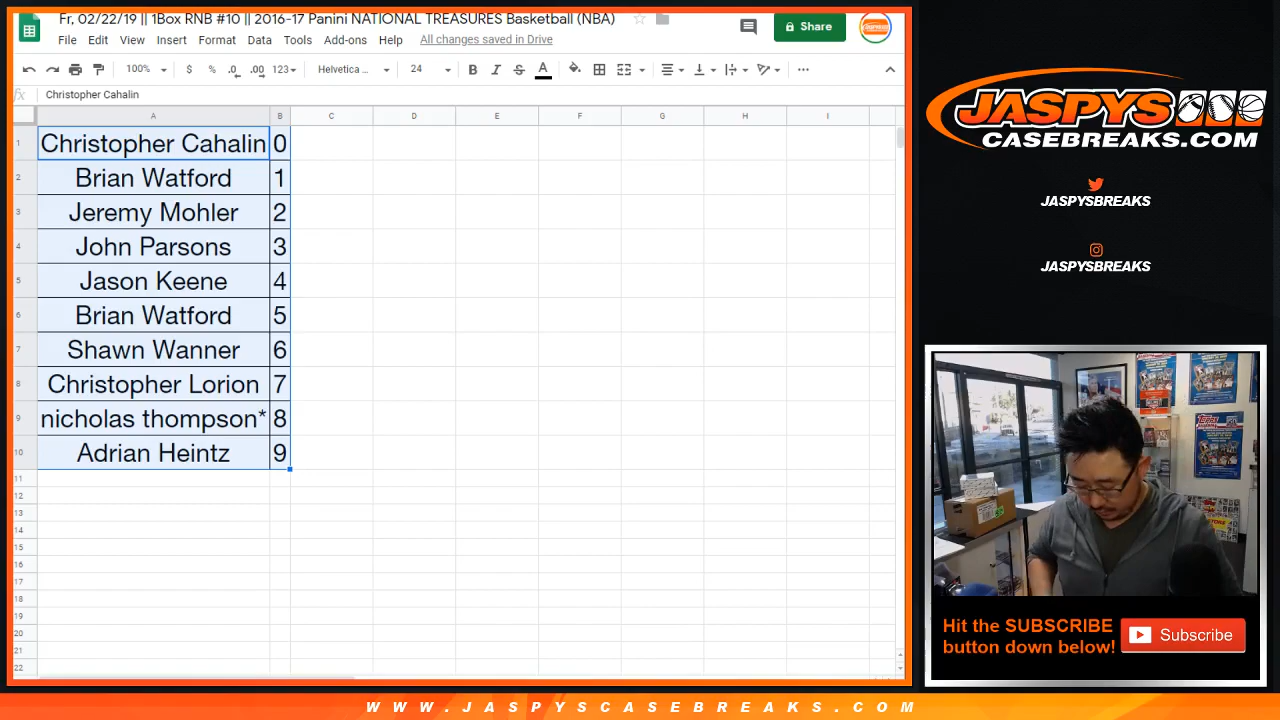 Fr, 02/22/19 || 1Box RNB #10 || 2016-17 Panini NATIONAL TREASURES Basketball (NBA)
File Edit View Insert Format Data Tools Add-ons Help All changes saved in Drive
Share
100% $ % .0 .00 123 Helvetica ... 24 B I S A
fx Christopher Cahalin
A B C D E F G H I
1 Christopher Cahalin 0
2 Brian Watford 1
3 Jeremy Mohler 2
4 John Parsons 3
5 Jason Keene 4
6 Brian Watford 5
7 Shawn Wanner 6
8 Christopher Lorion 7
9 nicholas thompson* 8
10 Adrian Heintz 9
11
12
13
14
15
16
17
18
19
20
21
22
JASPYS
CASEBREAKS.COM
JASPYSBREAKS
JASPYSBREAKS
Hit the SUBSCRIBE
button down below!
Subscribe
WWW.JASPYSCASEBREAKS.COM